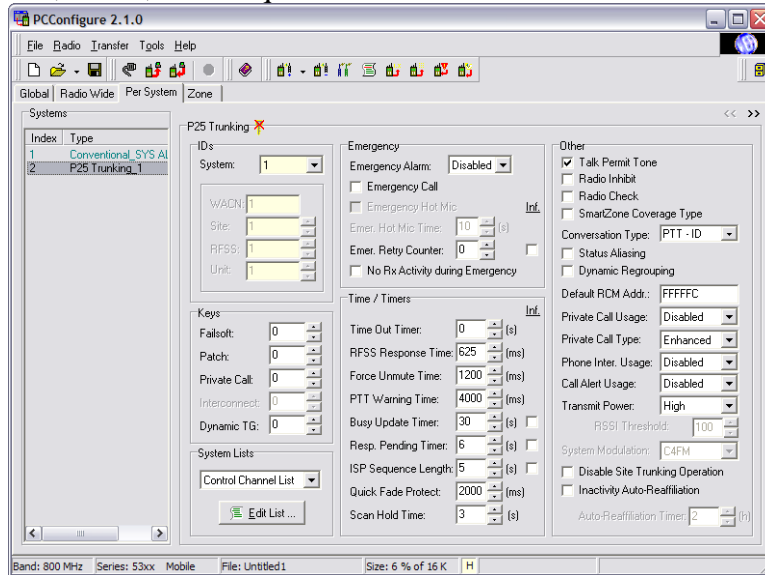 PCConfigure 2.1.0
File Radio Transfer Tools Help
Global Radio Wide Per System Zone
Systems
<< >>
Index Type
1 Conventional_SYS AL
2 P25 Trunking_1
P25 Trunking
IDs
System: 1
WACN: 1
Site: 1
RFSS: 1
Unit: 1
Keys
Failsoft: 0
Patch: 0
Private Call: 0
Interconnect: 0
Dynamic TG: 0
System Lists
Control Channel List
Edit List ...
Emergency
Emergency Alarm: Disabled
Emergency Call
Emergency Hot Mic Inf.
Emer. Hot Mic Time: 10 (s)
Emer. Retry Counter: 0
No Rx Activity during Emergency
Time / Timers
Inf.
Time Out Timer: 0 (s)
RFSS Response Time: 625 (ms)
Force Unmute Time: 1200 (ms)
PTT Warning Time: 4000 (ms)
Busy Update Timer: 30 (s)
Resp. Pending Timer: 6 (s)
ISP Sequence Length: 5 (s)
Quick Fade Protect: 2000 (ms)
Scan Hold Time: 3 (s)
Other
Talk Permit Tone
Radio Inhibit
Radio Check
SmartZone Coverage Type
Conversation Type: PTT - ID
Status Aliasing
Dynamic Regrouping
Default RCM Addr.: FFFFFC
Private Call Usage: Disabled
Private Call Type: Enhanced
Phone Inter. Usage: Disabled
Call Alert Usage: Disabled
Transmit Power: High
RSSI Threshold: 100
System Modulation: C4FM
Disable Site Trunking Operation
Inactivity Auto-Reaffiliation
Auto-Reaffiliation Timer: 2 (h)
Band: 800 MHz Series: 53xx Mobile File: Untitled1 Size: 6 % of 16 K H